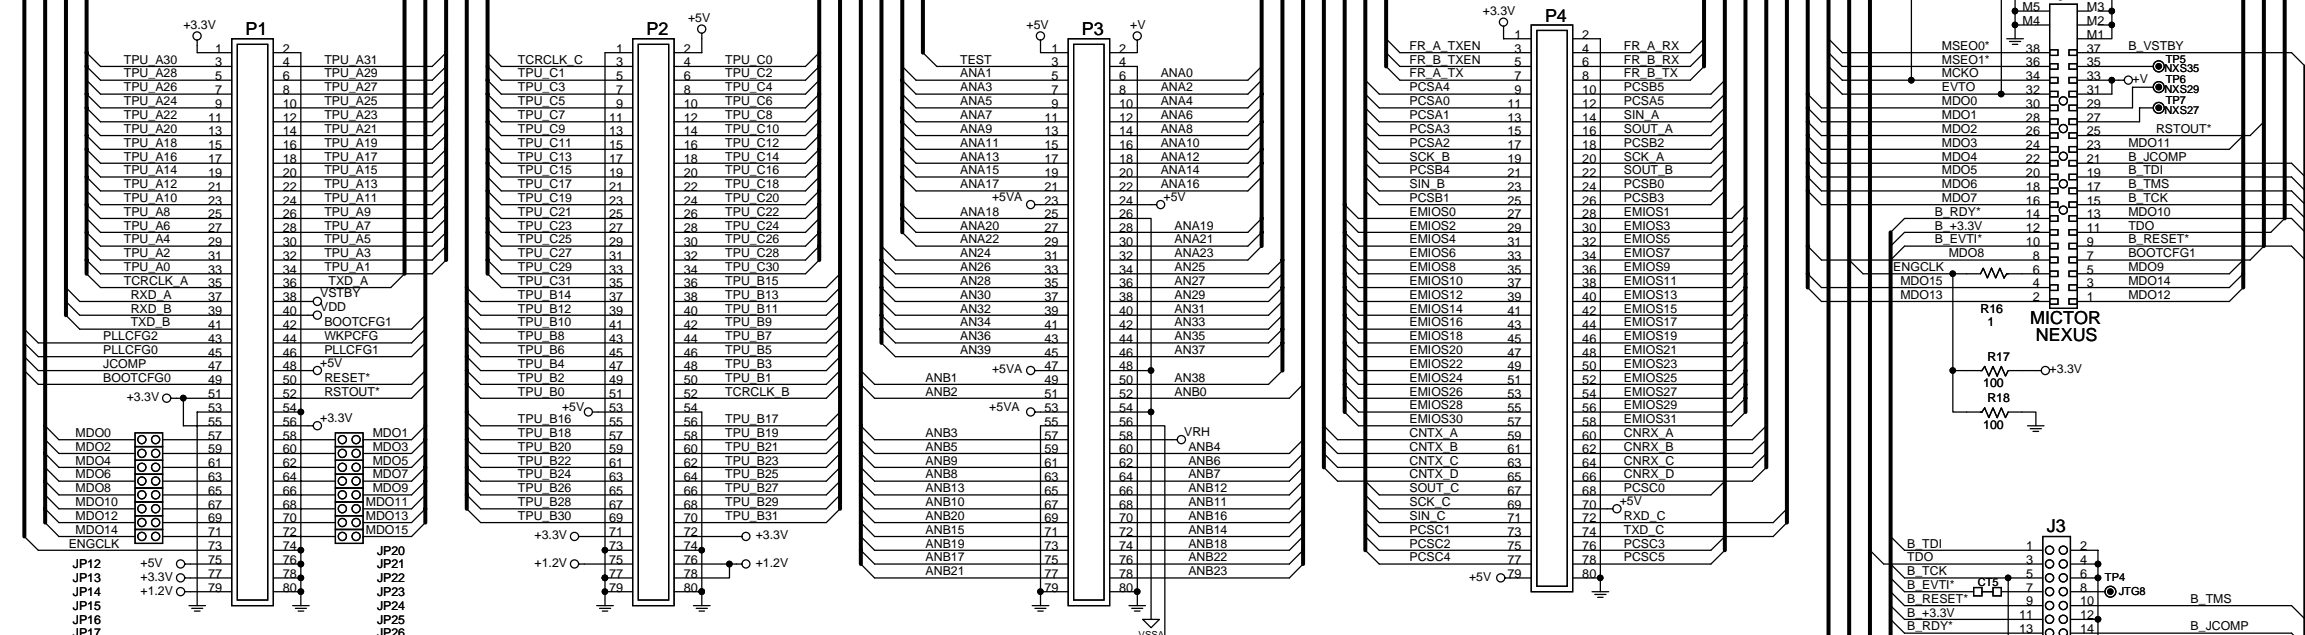 P1
+3.3V
1 2
TPU_A30 3 4 TPU_A31
TPU_A28 5 6 TPU_A29
TPU_A26 7 8 TPU_A27
TPU_A24 9 10 TPU_A25
TPU_A22 11 12 TPU_A23
TPU_A20 13 14 TPU_A21
TPU_A18 15 16 TPU_A19
TPU_A16 17 18 TPU_A17
TPU_A14 19 20 TPU_A15
TPU_A12 21 22 TPU_A13
TPU_A10 23 24 TPU_A11
TPU_A8 25 26 TPU_A9
TPU_A6 27 28 TPU_A7
TPU_A4 29 30 TPU_A5
TPU_A2 31 32 TPU_A3
TPU_A0 33 34 TPU_A1
TCRCLK_A 35 36 TXD_A
RXD_A 37 38 VSTBY
RXD_B 39 40 VDD
TXD_B 41 42 BOOTCFG1
PLLCFG2 43 44 WKPCFG
PLLCFG0 45 46 PLLCFG1
JCOMP 47 48 +5V
BOOTCFG0 49 50 RESET*
+3.3V 51 52 RSTOUT*
53 54
55 56 +3.3V
MDO0 57 58 MDO1
MDO2 59 60 MDO3
MDO4 61 62 MDO5
MDO6 63 64 MDO7
MDO8 65 66 MDO9
MDO10 67 68 MDO11
MDO12 69 70 MDO13
MDO14 71 72 MDO15
ENGCLK 73 74
+5V 75 76
+3.3V 77 78
+1.2V 79 80
JP12
JP13
JP14
JP15
JP16
JP17
JP20
JP21
JP22
JP23
JP24
JP25
JP26
P2
+5V
1 2
TCRCLK_C 3 4 TPU_C0
TPU_C1 5 6 TPU_C2
TPU_C3 7 8 TPU_C4
TPU_C5 9 10 TPU_C6
TPU_C7 11 12 TPU_C8
TPU_C9 13 14 TPU_C10
TPU_C11 15 16 TPU_C12
TPU_C13 17 18 TPU_C14
TPU_C15 19 20 TPU_C16
TPU_C17 21 22 TPU_C18
TPU_C19 23 24 TPU_C20
TPU_C21 25 26 TPU_C22
TPU_C23 27 28 TPU_C24
TPU_C25 29 30 TPU_C26
TPU_C27 31 32 TPU_C28
TPU_C29 33 34 TPU_C30
TPU_C31 35 36 TPU_B15
TPU_B14 37 38 TPU_B13
TPU_B12 39 40 TPU_B11
TPU_B10 41 42 TPU_B9
TPU_B8 43 44 TPU_B7
TPU_B6 45 46 TPU_B5
TPU_B4 47 48 TPU_B3
TPU_B2 49 50 TPU_B1
TPU_B0 51 52 TCRCLK_B
+5V 53 54
TPU_B16 55 56 TPU_B17
TPU_B18 57 58 TPU_B19
TPU_B20 59 60 TPU_B21
TPU_B22 61 62 TPU_B23
TPU_B24 63 64 TPU_B25
TPU_B26 65 66 TPU_B27
TPU_B28 67 68 TPU_B29
TPU_B30 69 70 TPU_B31
+3.3V 71 72 +3.3V
73 74
+1.2V 75 76 +1.2V
77 78
79 80
P3
+5V +V
1 2
TEST 3 4
ANA1 5 6 ANA0
ANA3 7 8 ANA2
ANA5 9 10 ANA4
ANA7 11 12 ANA6
ANA9 13 14 ANA8
ANA11 15 16 ANA10
ANA13 17 18 ANA12
ANA15 19 20 ANA14
ANA17 21 22 ANA16
+5VA 23 24 +5V
ANA18 25 26
ANA20 27 28 ANA19
ANA22 29 30 ANA21
AN24 31 32 ANA23
AN26 33 34 AN25
AN28 35 36 AN27
AN30 37 38 AN29
AN32 39 40 AN31
AN34 41 42 AN33
AN36 43 44 AN35
AN39 45 46 AN37
+5VA 47 48
ANB1 49 50 AN38
ANB2 51 52 ANB0
+5VA 53 54
55 56
ANB3 57 58 VRH
ANB5 59 60 ANB4
ANB9 61 62 ANB6
ANB8 63 64 ANB7
ANB13 65 66 ANB12
ANB10 67 68 ANB11
ANB20 69 70 ANB16
ANB15 71 72 ANB14
ANB19 73 74 ANB18
ANB17 75 76 ANB22
ANB21 77 78 ANB23
79 80
VSSA
P4
+3.3V
1 2
FR_A_TXEN 3 4 FR_A_RX
FR_B_TXEN 5 6 FR_B_RX
FR_A_TX 7 8 FR_B_TX
PCSA4 9 10 PCSB5
PCSA0 11 12 PCSA5
PCSA1 13 14 SIN_A
PCSA3 15 16 SOUT_A
PCSA2 17 18 PCSB2
SCK_B 19 20 SCK_A
PCSB4 21 22 SOUT_B
SIN_B 23 24 PCSB0
PCSB1 25 26 PCSB3
EMIOS0 27 28 EMIOS1
EMIOS2 29 30 EMIOS3
EMIOS4 31 32 EMIOS5
EMIOS6 33 34 EMIOS7
EMIOS8 35 36 EMIOS9
EMIOS10 37 38 EMIOS11
EMIOS12 39 40 EMIOS13
EMIOS14 41 42 EMIOS15
EMIOS16 43 44 EMIOS17
EMIOS18 45 46 EMIOS19
EMIOS20 47 48 EMIOS21
EMIOS22 49 50 EMIOS23
EMIOS24 51 52 EMIOS25
EMIOS26 53 54 EMIOS27
EMIOS28 55 56 EMIOS29
EMIOS30 57 58 EMIOS31
CNTX_A 59 60 CNRX_A
CNTX_B 61 62 CNRX_B
CNTX_C 63 64 CNRX_C
CNTX_D 65 66 CNRX_D
SOUT_C 67 68 PCSC0
SCK_C 69 70 +5V
SIN_C 71 72 RXD_C
PCSC1 73 74 TXD_C
PCSC2 75 76 PCSC3
PCSC4 77 78 PCSC5
+5V 79 80
M5 M3
M4 M2
M1
MSEO0* 38 37 B_VSTBY
MSEO1* 36 35 TP5 NXS35
MCKO 34 33 +V TP6
EVTO 32 31 NXS29
MDO0 30 29 TP7
MDO1 28 27 NXS27
MDO2 26 25 RSTOUT*
MDO3 24 23 MDO11
MDO4 22 21 B_JCOMP
MDO5 20 19 B_TDI
MDO6 18 17 B_TMS
MDO7 16 15 B_TCK
B_RDY* 14 13 MDO10
B_+3.3V 12 11 TDO
B_EVTI* 10 9 B_RESET*
MDO8 8 7 BOOTCFG1
ENGCLK 6 5 MDO9
MDO15 4 3 MDO14
MDO13 2 1 MDO12
R16
1
MICTOR
NEXUS
R17
100 +3.3V
R18
100
J3
B_TDI 1 2
TDO 3 4
B_TCK 5 6 TP4
B_EVTI* CT5 7 8 JTG8
B_RESET* 9 10 B_TMS
B_+3.3V 11 12
B_RDY* 13 14 B_JCOMP